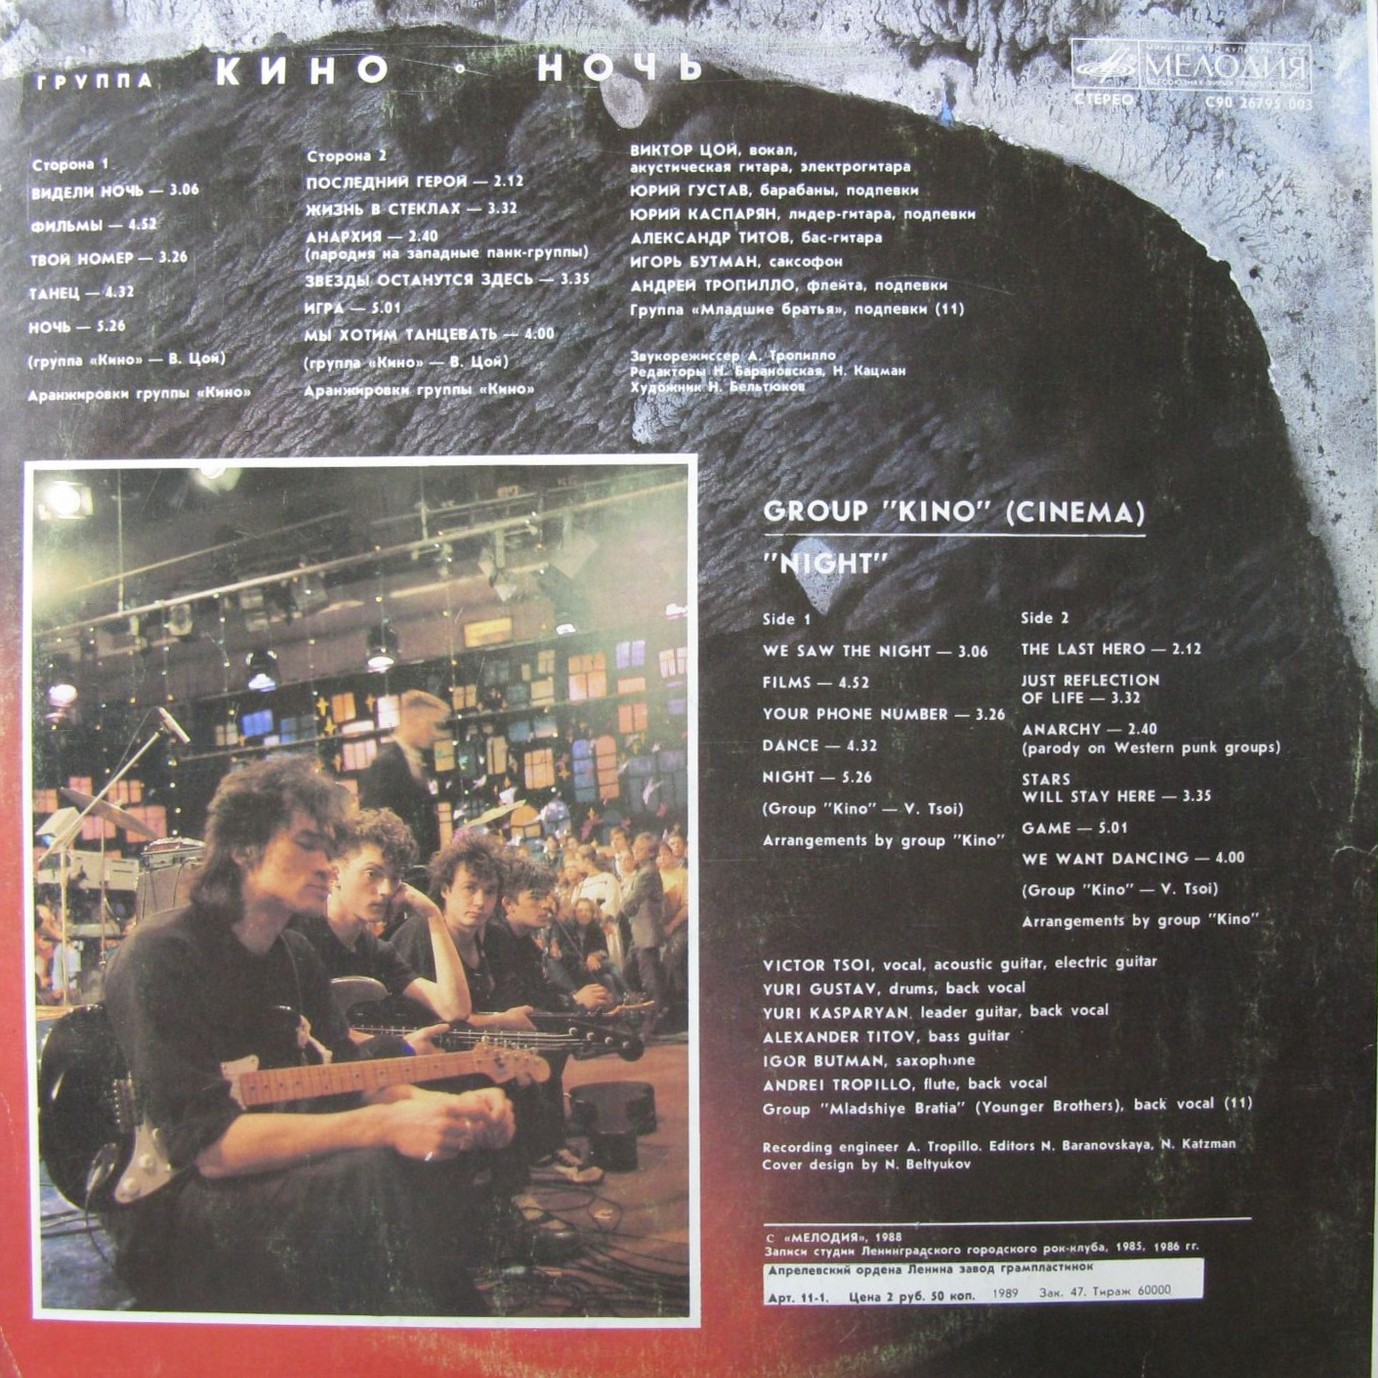 ГРУППА КИНО • НОЧЬ
МИНИСТЕРСТВО КУЛЬТУРЫ СССР
МЕЛОДИЯ
СТЕРЕО С90 26795 003
Сторона 1
ВИДЕЛИ НОЧЬ — 3.06
ФИЛЬМЫ — 4.52
ТВОЙ НОМЕР — 3.26
ТАНЕЦ — 4.32
НОЧЬ — 5.26
(группа «Кино» — В. Цой)
Аранжировки группы «Кино»
Сторона 2
ПОСЛЕДНИЙ ГЕРОЙ — 2.12
ЖИЗНЬ В СТЕКЛАХ — 3.32
АНАРХИЯ — 2.40
(пародия на западные панк-группы)
ЗВЕЗДЫ ОСТАНУТСЯ ЗДЕСЬ — 3.35
ИГРА — 5.01
МЫ ХОТИМ ТАНЦЕВАТЬ — 4.00
(группа «Кино» — В. Цой)
Аранжировки группы «Кино»
ВИКТОР ЦОЙ, вокал,
акустическая гитара, электрогитара
ЮРИЙ ГУСТАВ, барабаны, подпевки
ЮРИЙ КАСПАРЯН, лидер-гитара, подпевки
АЛЕКСАНДР ТИТОВ, бас-гитара
ИГОРЬ БУТМАН, саксофон
АНДРЕЙ ТРОПИЛЛО, флейта, подпевки
Группа «Младшие братья», подпевки (11)
Звукорежиссер А. Тропилло
Редакторы Н. Барановская, Н. Кацман
Художник Н. Бельтюков
GROUP "KINO" (CINEMA)
"NIGHT"
Side 1
WE SAW THE NIGHT — 3.06
FILMS — 4.52
YOUR PHONE NUMBER — 3.26
DANCE — 4.32
NIGHT — 5.26
(Group "Kino" — V. Tsoi)
Arrangements by group "Kino"
Side 2
THE LAST HERO — 2.12
JUST REFLECTION
OF LIFE — 3.32
ANARCHY — 2.40
(parody on Western punk groups)
STARS
WILL STAY HERE — 3.35
GAME — 5.01
WE WANT DANCING — 4.00
(Group "Kino" — V. Tsoi)
Arrangements by group "Kino"
VICTOR TSOI, vocal, acoustic guitar, electric guitar
YURI GUSTAV, drums, back vocal
YURI KASPARYAN, leader guitar, back vocal
ALEXANDER TITOV, bass guitar
IGOR BUTMAN, saxophone
ANDREI TROPILLO, flute, back vocal
Group "Mladshiye Bratia" (Younger Brothers), back vocal (11)
Recording engineer A. Tropillo. Editors N. Baranovskaya, N. Katzman
Cover design by N. Beltyukov
С «МЕЛОДИЯ», 1988
Записи студии Ленинградского городского рок-клуба, 1985, 1986 гг.
Апрелевский ордена Ленина завод грампластинок
Арт. 11-1. Цена 2 руб. 50 коп. 1989 Зак. 47. Тираж 60000